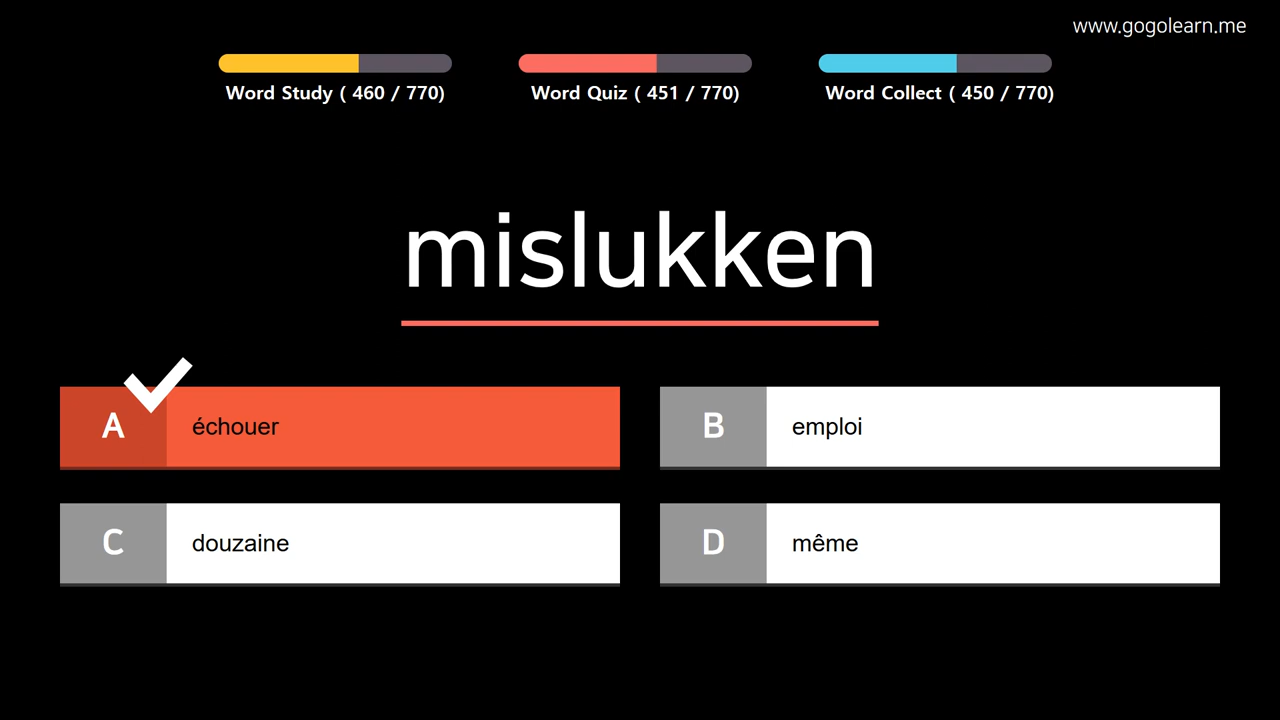 www.gogolearn.me
Word Study ( 460 / 770)
Word Quiz ( 451 / 770)
Word Collect ( 450 / 770)
mislukken
A échouer
B emploi
C douzaine
D même